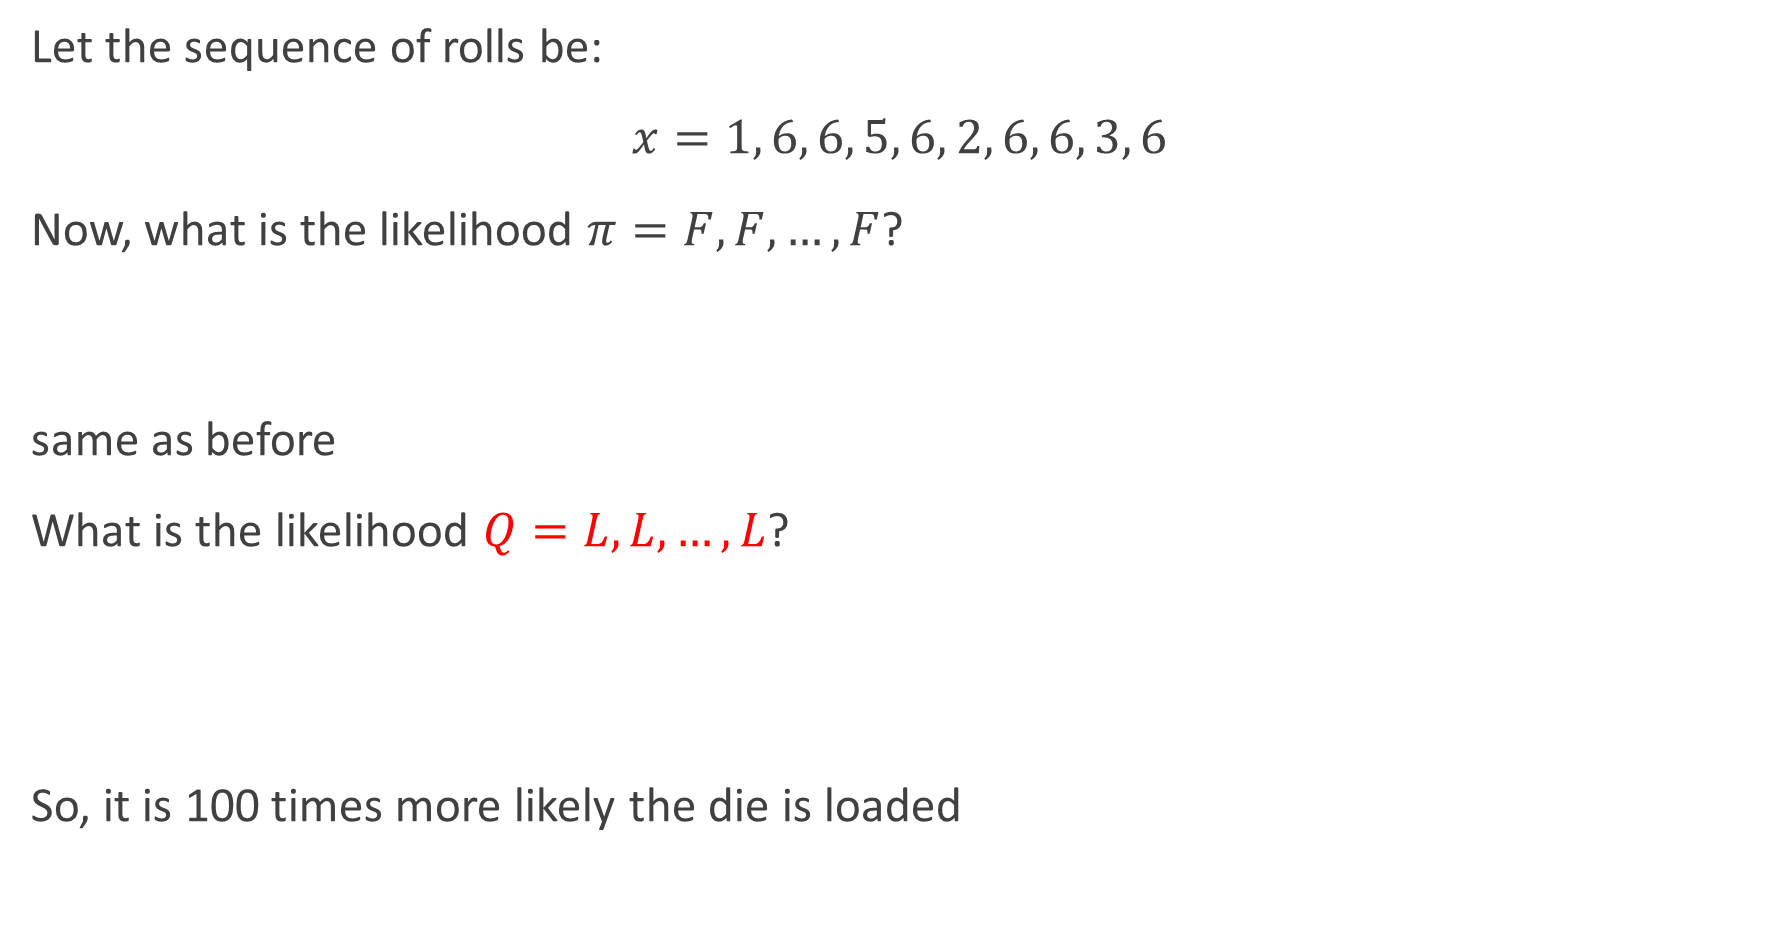 Let the sequence of rolls be:
𝑥 = 1, 6, 6, 5, 6, 2, 6, 6, 3, 6
Now, what is the likelihood 𝜋 = 𝐹, 𝐹, … , 𝐹?
same as before
What is the likelihood 𝑄 = 𝐿, 𝐿, … , 𝐿?
So, it is 100 times more likely the die is loaded